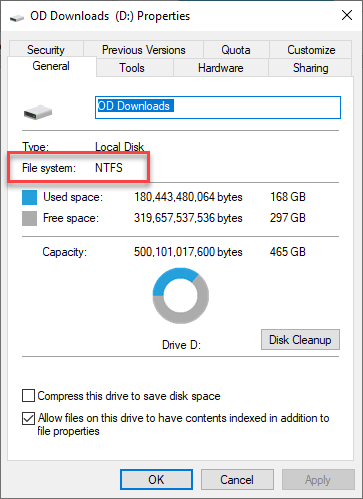 OD Downloads (D:) Properties
Security Previous Versions Quota Customize
General Tools Hardware Sharing
OD Downloads
Type: Local Disk
File system: NTFS
Used space: 180,443,480,064 bytes 168 GB
Free space: 319,657,537,536 bytes 297 GB
Capacity: 500,101,017,600 bytes 465 GB
Drive D:
Disk Cleanup
Compress this drive to save disk space
Allow files on this drive to have contents indexed in addition to
file properties
OK Cancel Apply